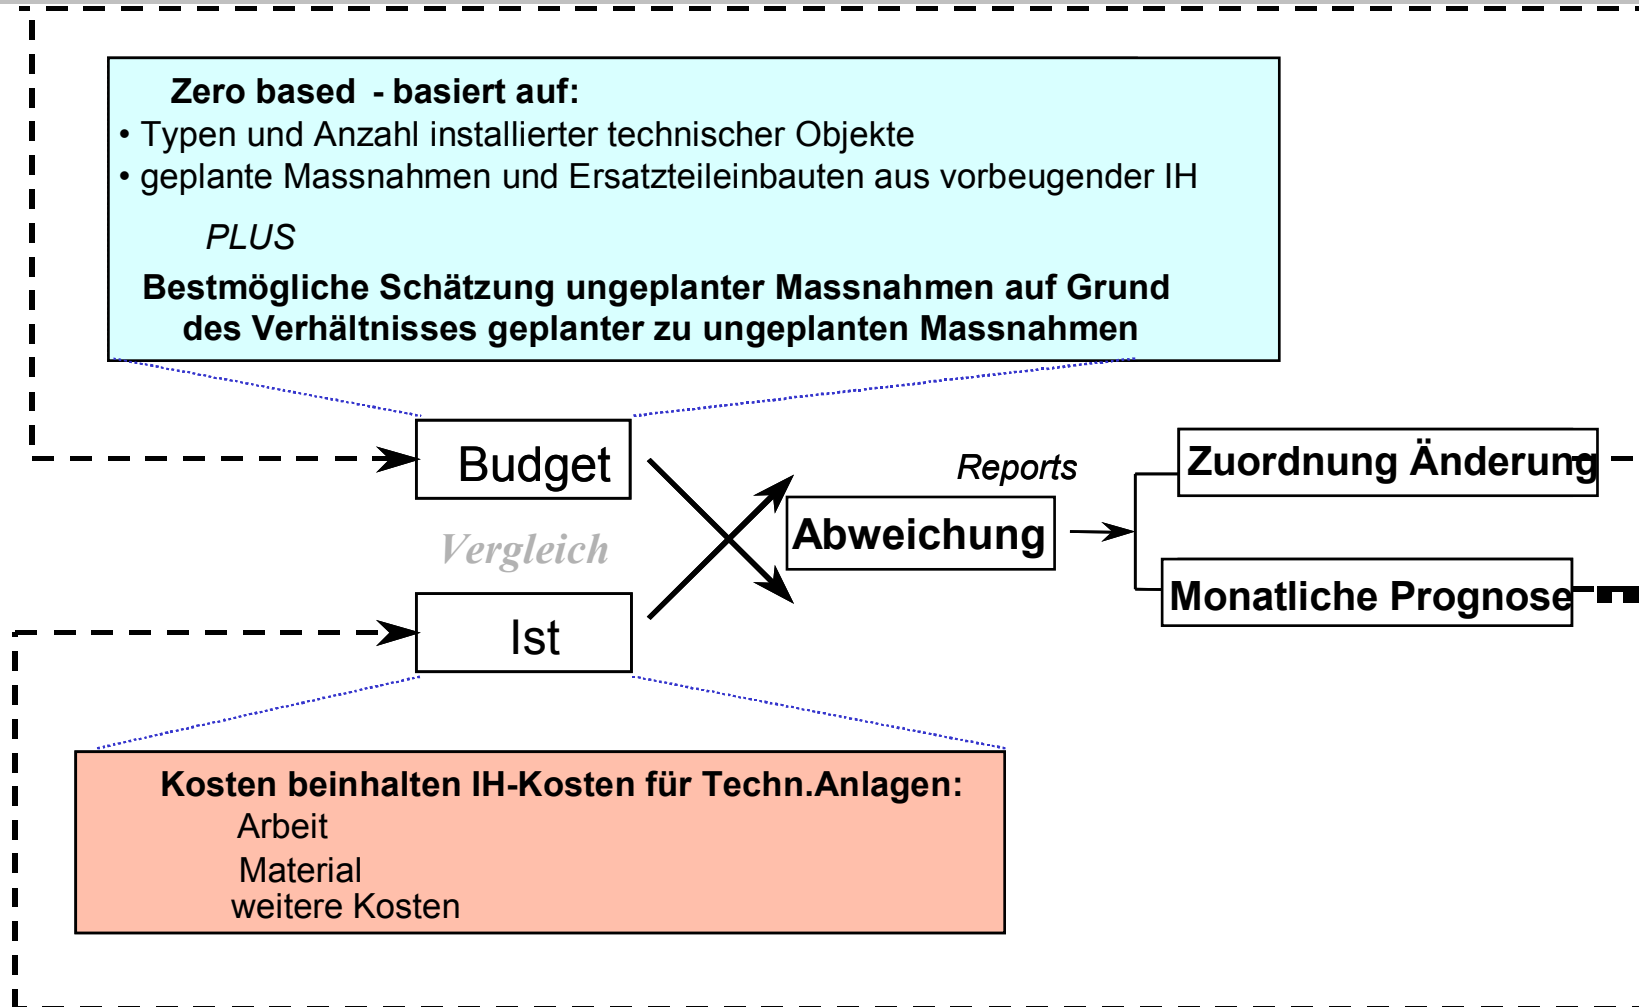 Zero based - basiert auf:
• Typen und Anzahl installierter technischer Objekte
• geplante Massnahmen und Ersatzteileinbauten aus vorbeugender IH
PLUS
Bestmögliche Schätzung ungeplanter Massnahmen auf Grund
des Verhältnisses geplanter zu ungeplanten Massnahmen
Budget
Reports
Zuordnung Änderung
Vergleich
Abweichung
Monatliche Prognose
Ist
Kosten beinhalten IH-Kosten für Techn.Anlagen:
Arbeit
Material
weitere Kosten